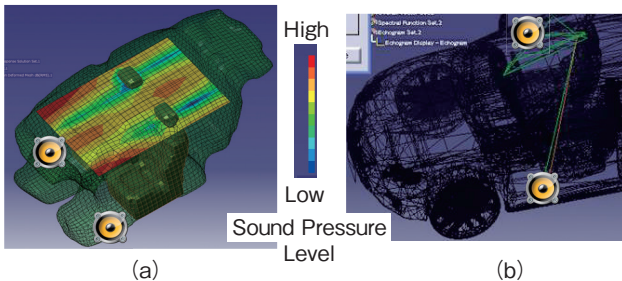 High
Low
Sound Pressure
Level
(a)
Spectral Function Set.2
Echogram Set.2
Echogram Display - Echogram
(b)